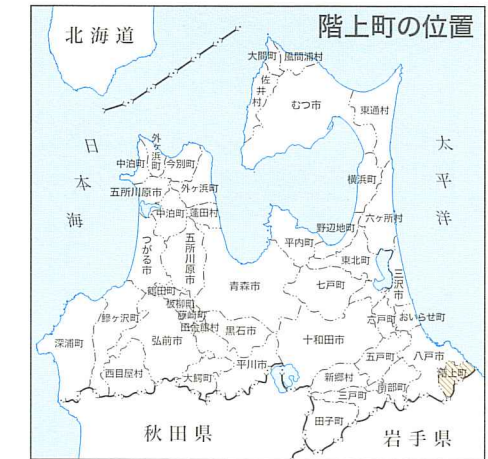 階上町の位置
北海道
大間町
風間浦村
佐井村
むつ市
東通村
太平洋
日本海
外ヶ浜町
中泊町
今別町
五所川原市
外ヶ浜町
中泊町
蓬田村
横浜町
六ヶ所村
野辺地町
平内町
つがる市
五所川原市
東北町
三沢市
青森市
七戸町
鶴田町
板柳町
藤崎町
田舎館村
鰺ヶ沢町
黒石市
六戸町
おいらせ町
深浦町
弘前市
十和田市
平川市
五戸町
八戸市
西目屋村
大鰐町
新郷村
南部町
階上町
三戸町
田子町
秋田県
岩手県